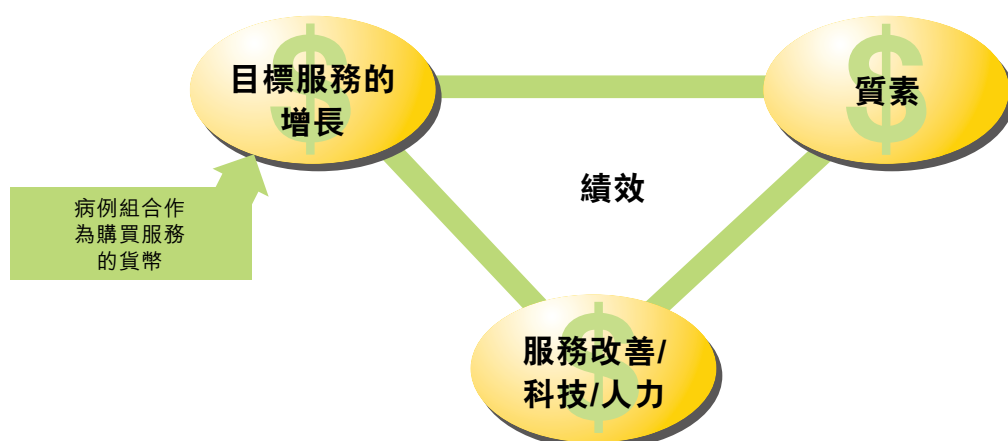 目標服務的
增長
$
質素
$
績效
病例組合作
為購買服務
的貨幣
服務改善/
科技/人力
$